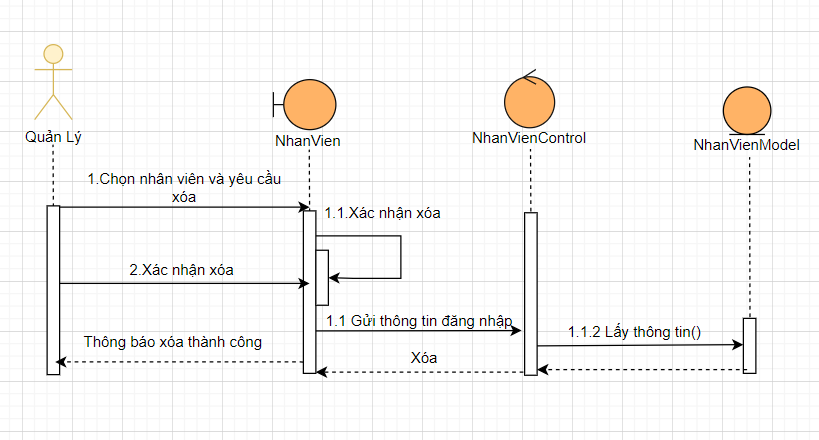 Quản Lý
NhanVien
NhanVienControl
NhanVienModel
1.Chọn nhân viên và yêu cầu
xóa
1.1.Xác nhận xóa
2.Xác nhận xóa
1.1 Gửi thông tin đăng nhập
1.1.2 Lấy thông tin()
Thông báo xóa thành công
Xóa